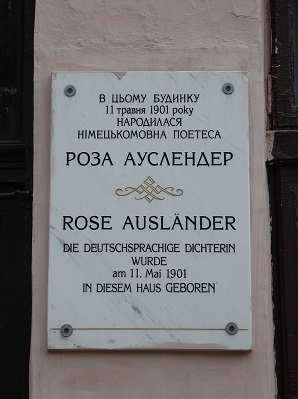 В ЦЬОМУ БУДИНКУ
11 травня 1901 року
НАРОДИЛАСЯ
НІМЕЦЬКОМОВНА ПОЕТЕСА
РОЗА АУСЛЕНДЕР
ROSE AUSLÄNDER
DIE DEUTSCHSPRACHIGE DICHTERIN
WURDE
am 11. Mai 1901
IN DIESEM HAUS GEBOREN